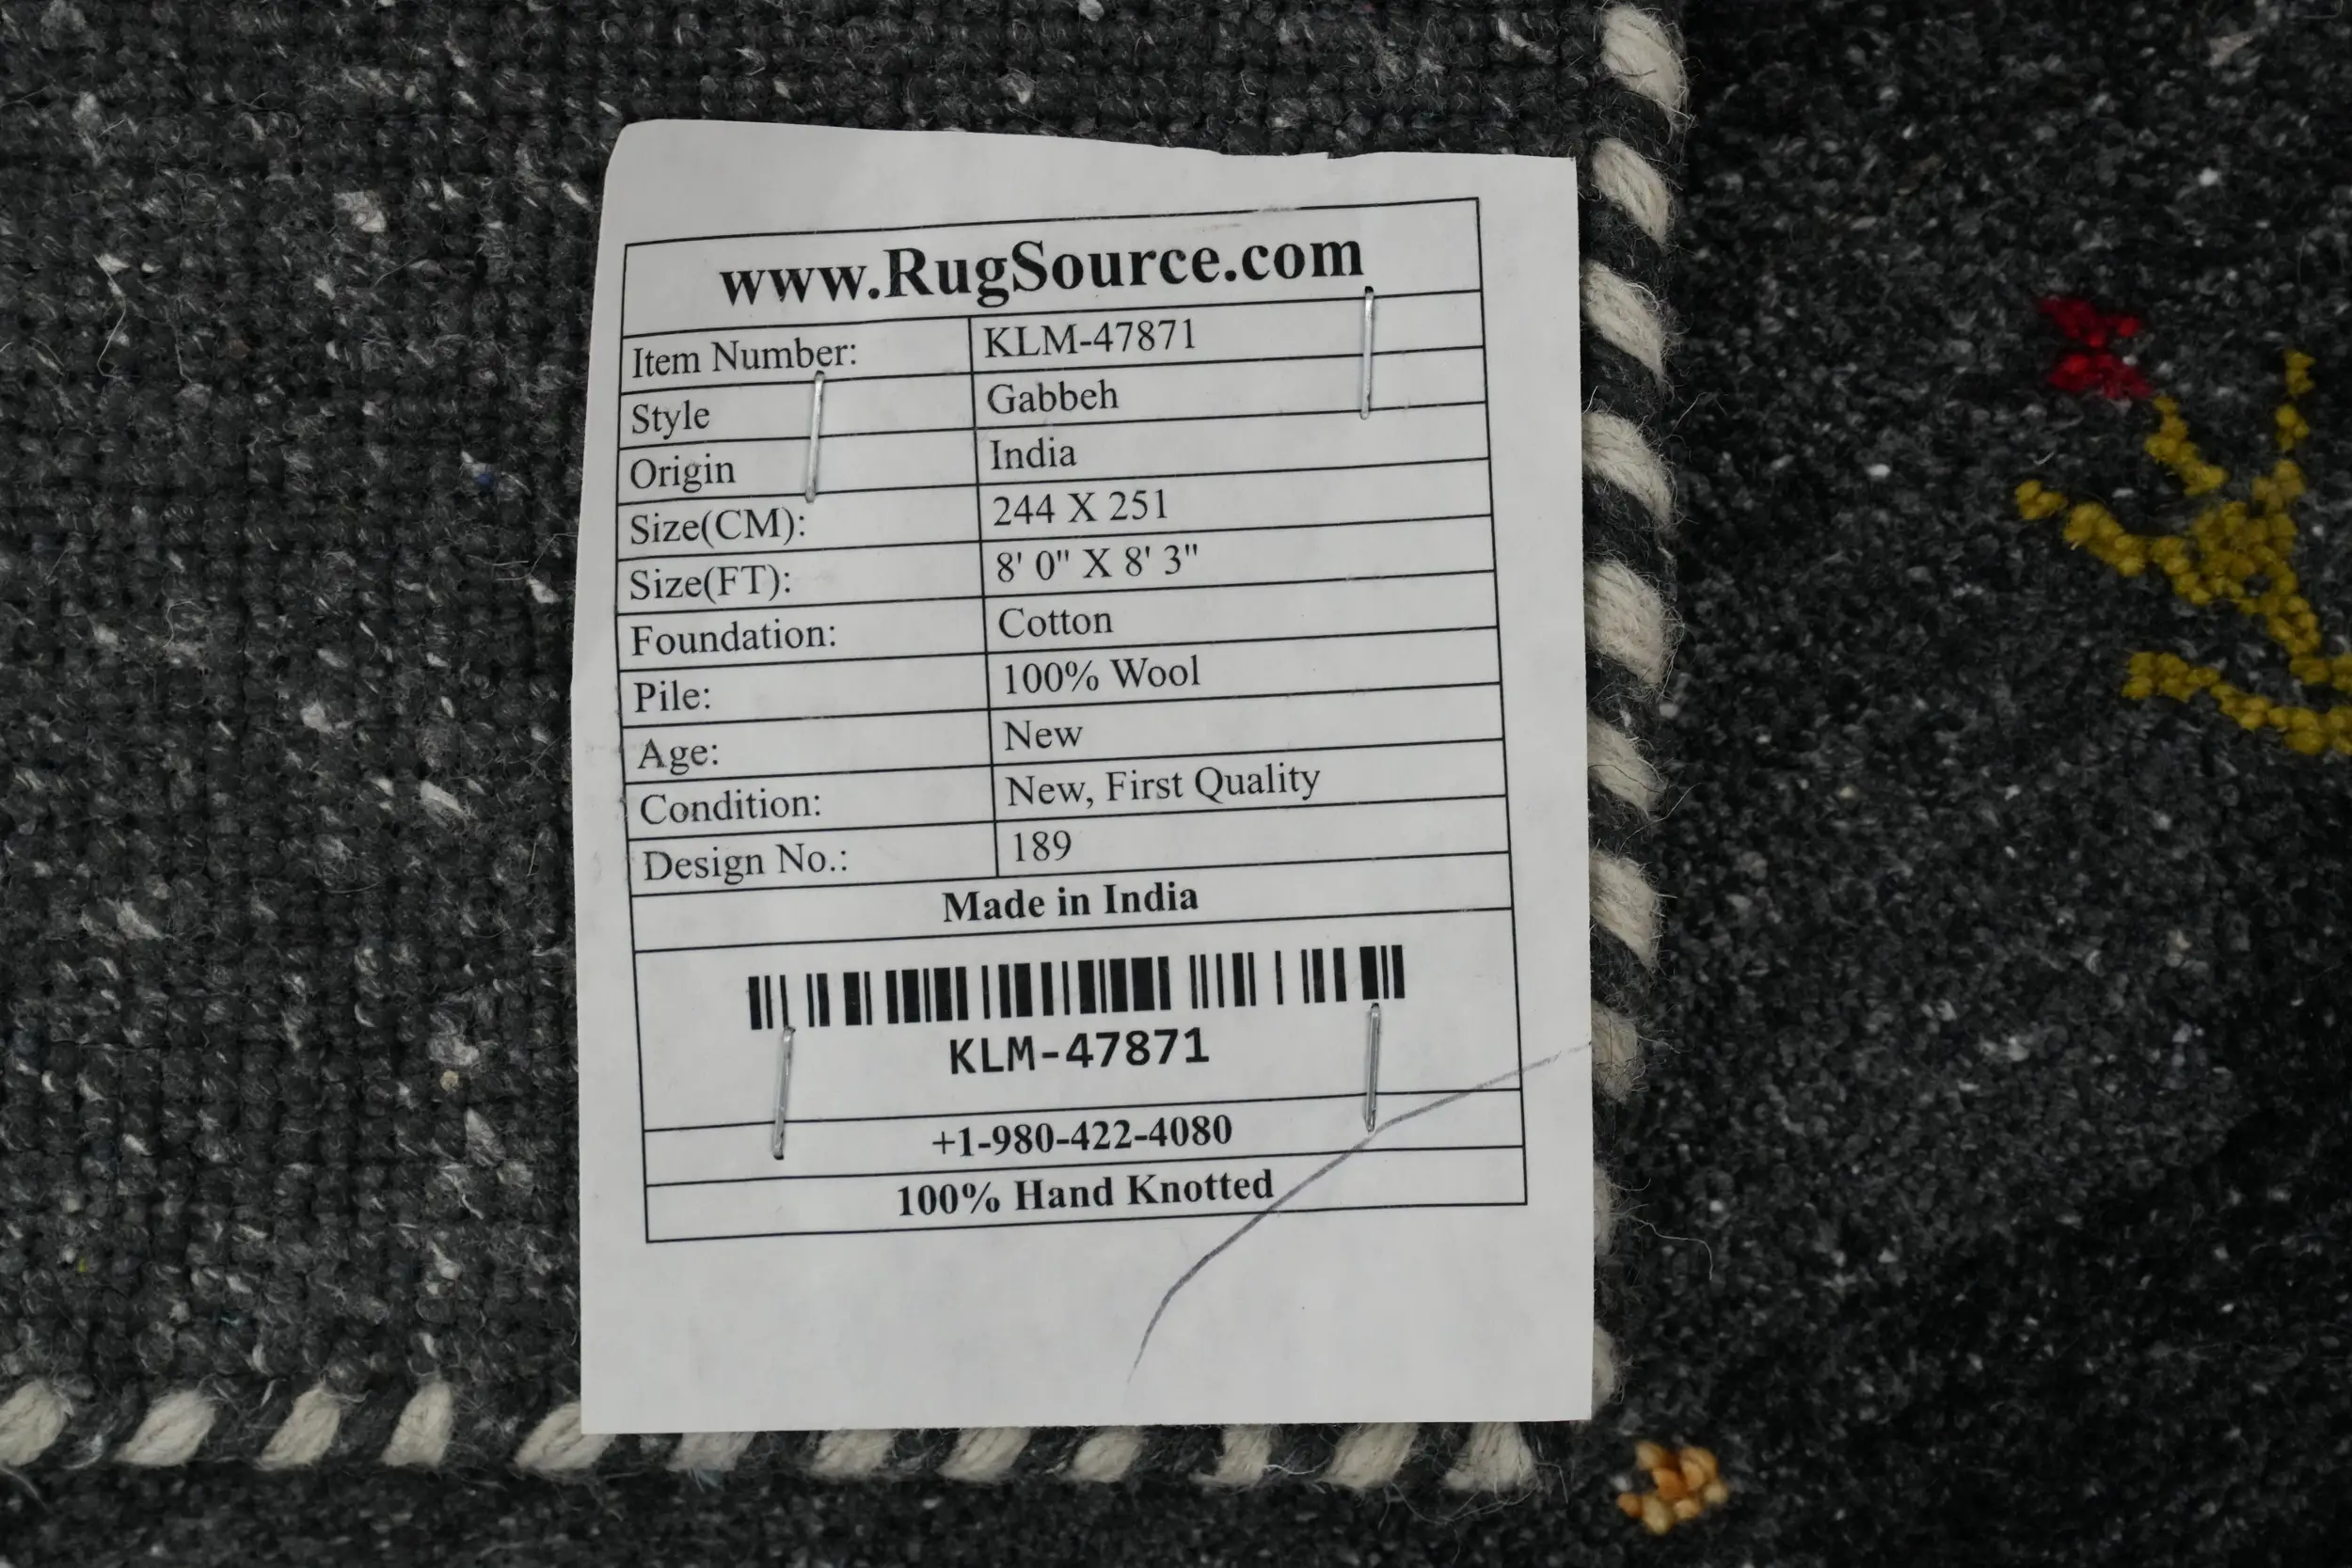 www.RugSource.com
Item Number: KLM-47871
Style Gabbeh
Origin India
Size(CM): 244 X 251
Size(FT): 8' 0" X 8' 3"
Foundation: Cotton
Pile: 100% Wool
Age: New
Condition: New, First Quality
Design No.: 189
Made in India
KLM-47871
+1-980-422-4080
100% Hand Knotted